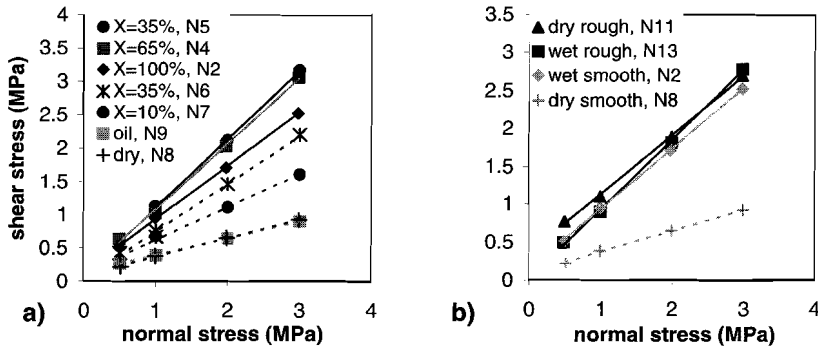 X=35%, N5
X=65%, N4
X=100%, N2
X=35%, N6
X=10%, N7
oil, N9
dry, N8
4
3.5
3
2.5
2
1.5
1
0.5
0
shear stress (MPa)
0 1 2 3 4
normal stress (MPa)
a)
dry rough, N11
wet rough, N13
wet smooth, N2
dry smooth, N8
3.5
3
2.5
2
1.5
1
0.5
0
0 1 2 3 4
normal stress (MPa)
b)